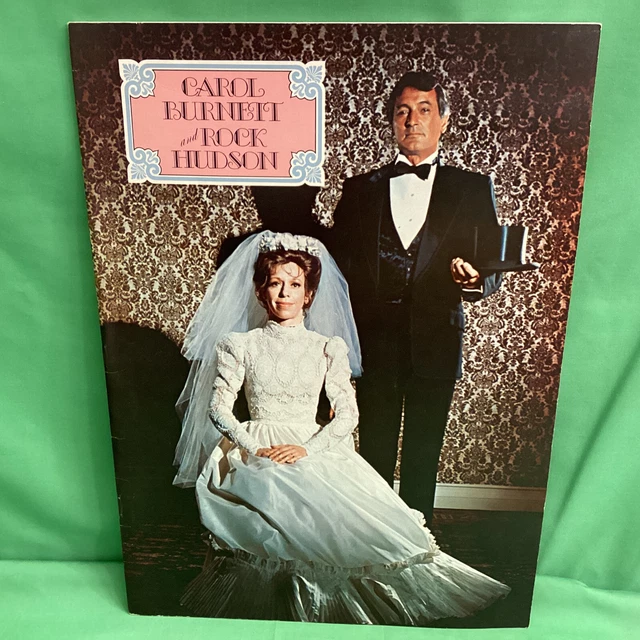 CAROL
BURNETT
and ROCK
HUDSON